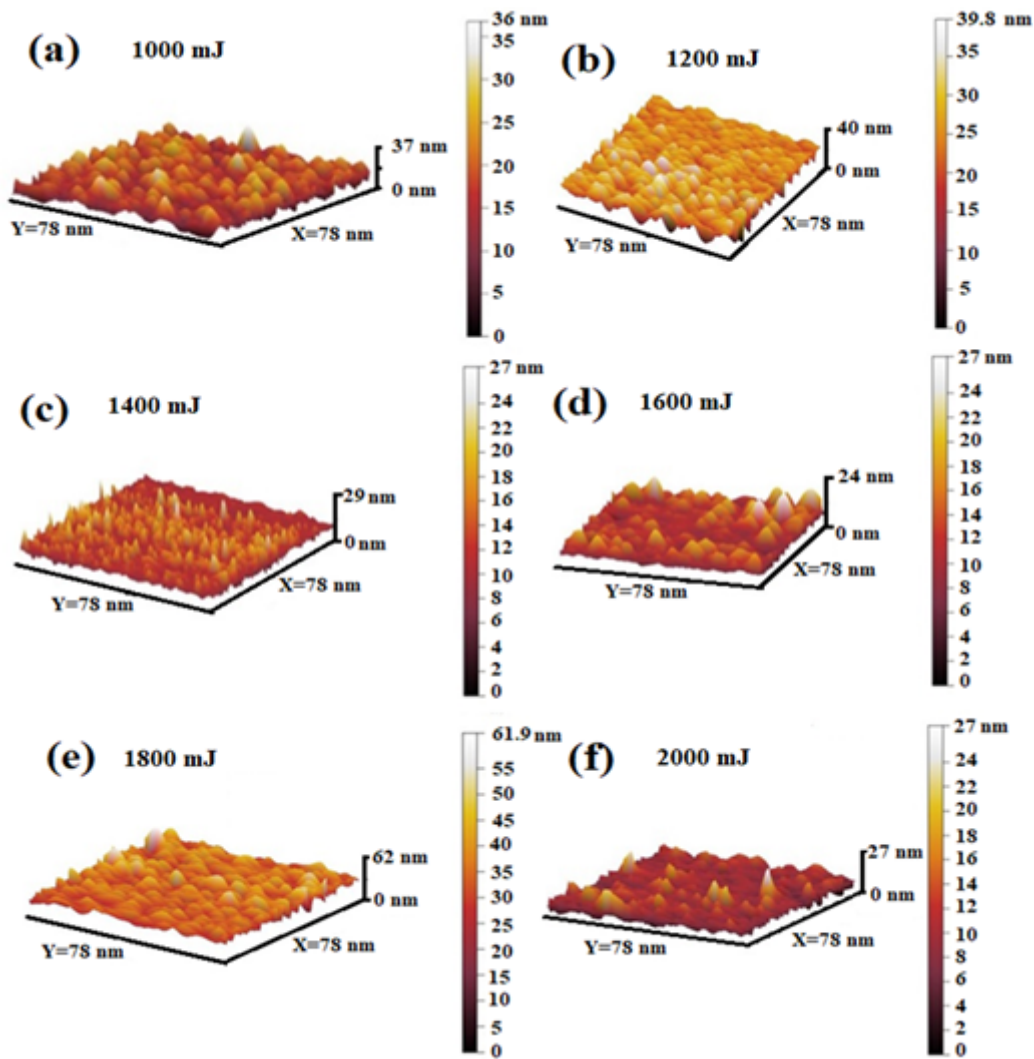 (a) 1000 mJ
37 nm
0 nm
Y=78 nm
X=78 nm
36 nm
35
30
25
20
15
10
5
0
(b) 1200 mJ
40 nm
0 nm
Y=78 nm
X=78 nm
39.8 nm
35
30
25
20
15
10
5
0
(c) 1400 mJ
29 nm
0 nm
Y=78 nm
X=78 nm
27 nm
24
22
20
18
16
14
12
10
8
6
4
2
0
(d) 1600 mJ
24 nm
0 nm
Y=78 nm
X=78 nm
27 nm
24
22
20
18
16
14
12
10
8
6
4
2
0
(e) 1800 mJ
62 nm
0 nm
Y=78 nm
X=78 nm
61.9 nm
55
50
45
40
35
30
25
20
15
10
5
0
(f) 2000 mJ
27 nm
0 nm
Y=78 nm
X=78 nm
27 nm
24
22
20
18
16
14
12
10
8
6
4
2
0